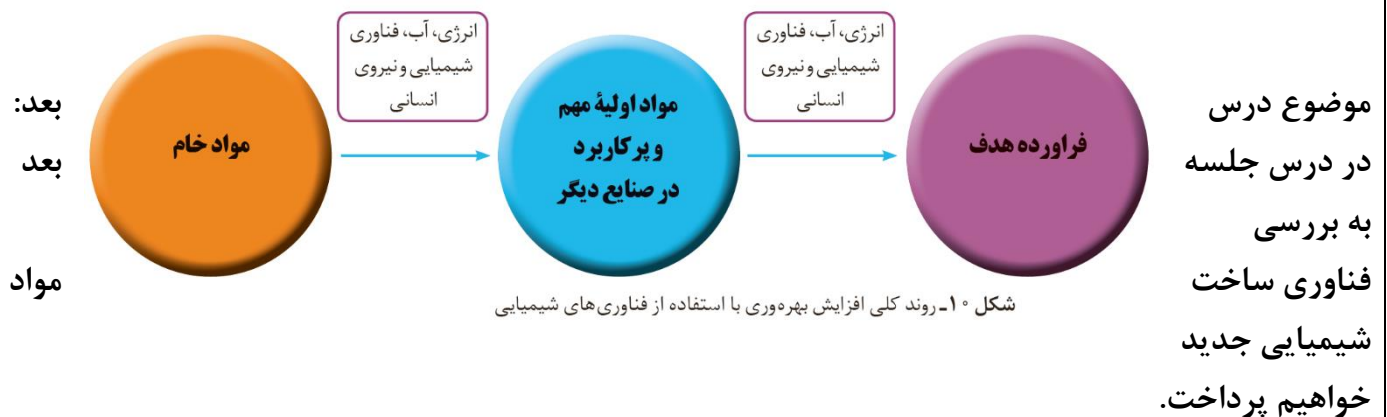 موضوع درس بعد:
در درس جلسه بعد
به بررسی
فناوری ساخت مواد
شیمیایی جدید
خواهیم پرداخت.
انرژی، آب، فناوری
شیمیایی و نیروی
انسانی
انرژی، آب، فناوری
شیمیایی و نیروی
انسانی
مواد خام
مواد اولیهٔ مهم
و پر کاربرد
در صنایع دیگر
فراورده هدف
شکل ۱۰ـ روند کلی افزایش بهره‌وری با استفاده از فناوری‌های شیمیایی